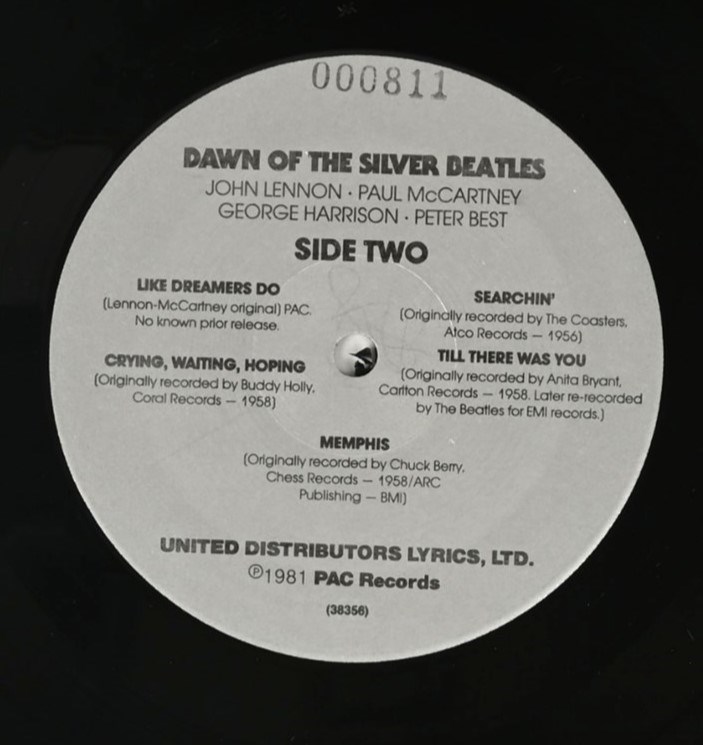 000811
DAWN OF THE SILVER BEATLES
JOHN LENNON · PAUL McCARTNEY
GEORGE HARRISON · PETER BEST
SIDE TWO
LIKE DREAMERS DO
(Lennon-McCartney original) PAC.
No known prior release.
CRYING, WAITING, HOPING
(Originally recorded by Buddy Holly,
Coral Records — 1958)
SEARCHIN'
(Originally recorded by The Coasters,
Atco Records — 1956)
TILL THERE WAS YOU
(Originally recorded by Anita Bryant,
Carlton Records — 1958. Later re-recorded
by The Beatles for EMI records.)
MEMPHIS
(Originally recorded by Chuck Berry,
Chess Records — 1958/ARC
Publishing — BMI)
UNITED DISTRIBUTORS LYRICS, LTD.
℗1981 PAC Records
(38356)